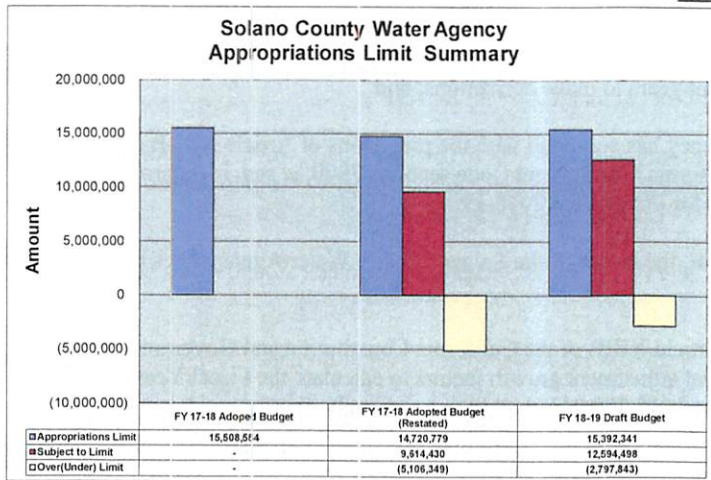 Solano County Water Agency
Appropriations Limit Summary
20,000,000
15,000,000
10,000,000
5,000,000
0
(5,000,000)
(10,000,000)
Amount
FY 17-18 Adoped Budget FY 17-18 Adopted Budget (Restated) FY 18-19 Draft Budget
Appropriations Limit 15,508,554 14,720,779 15,392,341
Subject to Limit - 9,614,430 12,594,498
Over(Under) Limit - (5,106,349) (2,797,843)